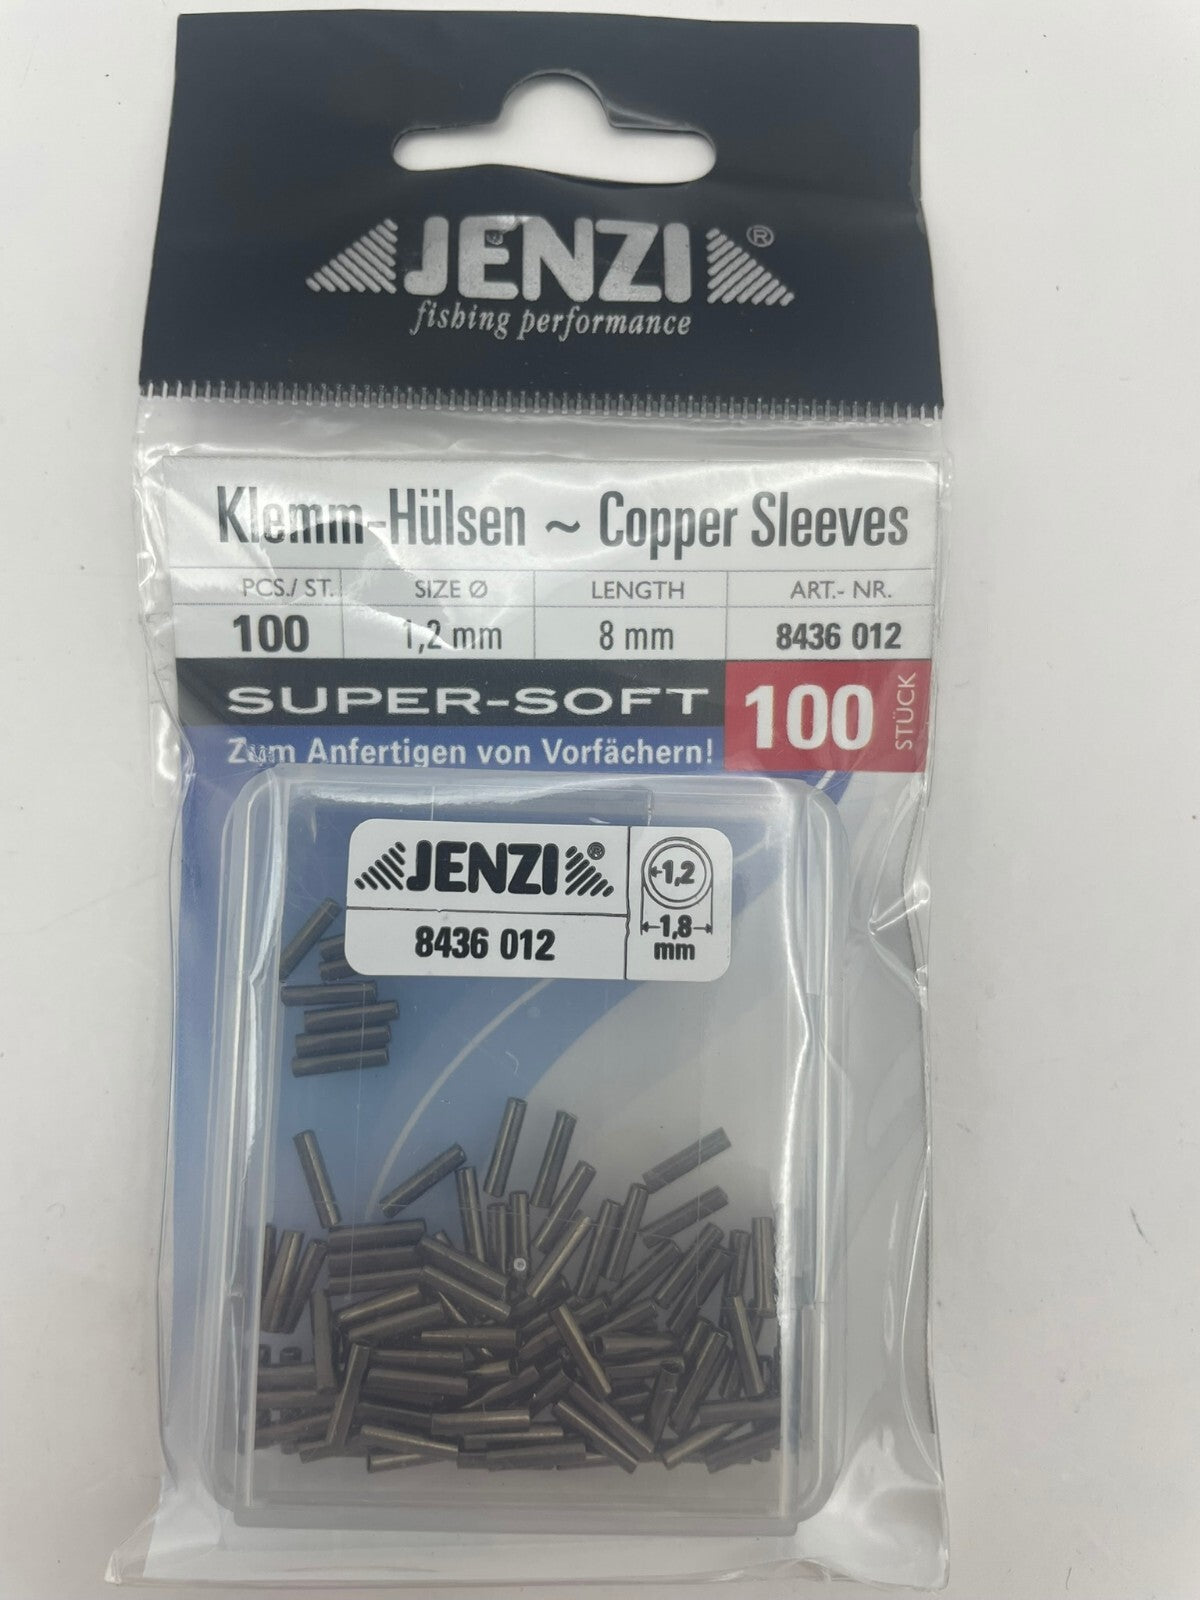 JENZI ®
fishing performance
Klemm-Hülsen ~ Copper Sleeves
PCS./ ST. SIZE Ø LENGTH ART.- NR.
100 1,2 mm 8 mm 8436 012
SUPER-SOFT
Zum Anfertigen von Vorfächern!
100 STÜCK
JENZI ®
8436 012
1,2
1,8
mm